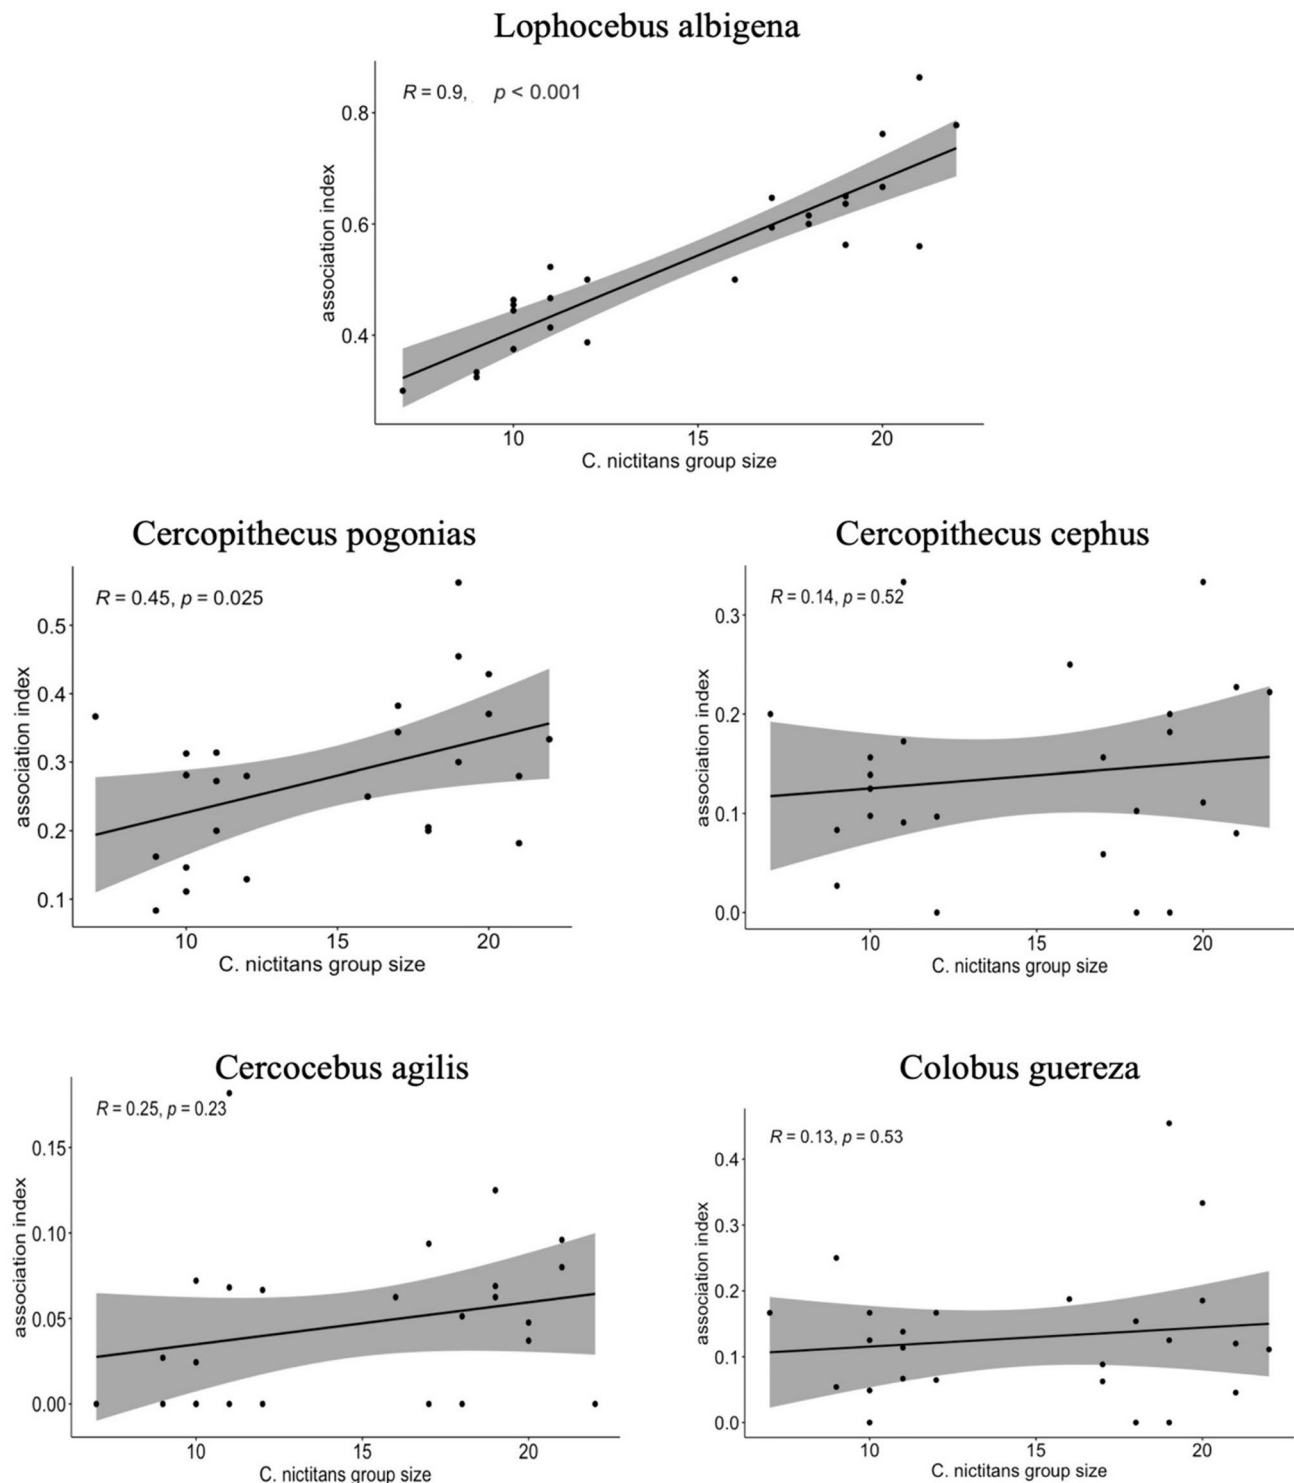 Lophocebus albigena
R = 0.9, p < 0.001
0.8
0.6
0.4
association index
10 15 20
C. nictitans group size
Cercopithecus pogonias
R = 0.45, p = 0.025
0.5
0.4
0.3
0.2
0.1
association index
10 15 20
C. nictitans group size
Cercopithecus cephus
R = 0.14, p = 0.52
0.3
0.2
0.1
0.0
association index
10 15 20
C. nictitans group size
Cercocebus agilis
R = 0.25, p = 0.23
0.15
0.10
0.05
0.00
association index
10 15 20
C. nictitans group size
Colobus guereza
R = 0.13, p = 0.53
0.4
0.3
0.2
0.1
0.0
association index
10 15 20
C. nictitans group size